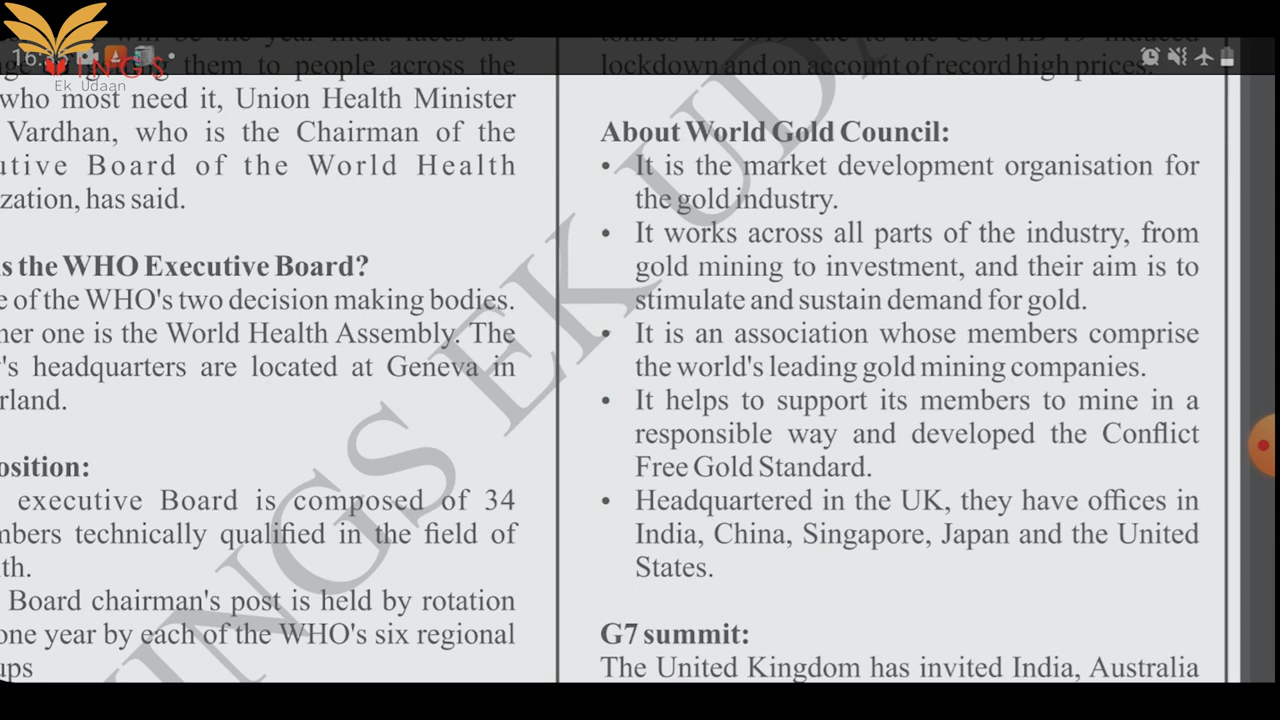 16:35
WINGS
Ek Udaan
them to people across the
who most need it, Union Health Minister
Vardhan, who is the Chairman of the
utive Board of the World Health
zation, has said.
s the WHO Executive Board?
e of the WHO's two decision making bodies.
her one is the World Health Assembly. The
's headquarters are located at Geneva in
rland.
osition:
executive Board is composed of 34
mbers technically qualified in the field of
th.
Board chairman's post is held by rotation
one year by each of the WHO's six regional
ups
lockdown and on account of record high prices.
About World Gold Council:
• It is the market development organisation for
the gold industry.
• It works across all parts of the industry, from
gold mining to investment, and their aim is to
stimulate and sustain demand for gold.
• It is an association whose members comprise
the world's leading gold mining companies.
• It helps to support its members to mine in a
responsible way and developed the Conflict
Free Gold Standard.
• Headquartered in the UK, they have offices in
India, China, Singapore, Japan and the United
States.
G7 summit:
The United Kingdom has invited India, Australia
WINGS EK UDA